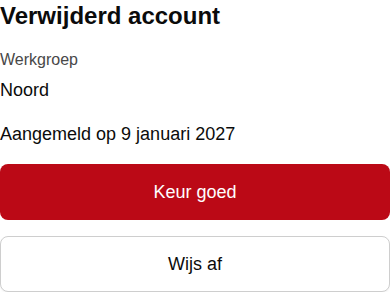 Verwijderd account
Werkgroep
Noord
Aangemeld op 9 januari 2027
Keur goed
Wijs af